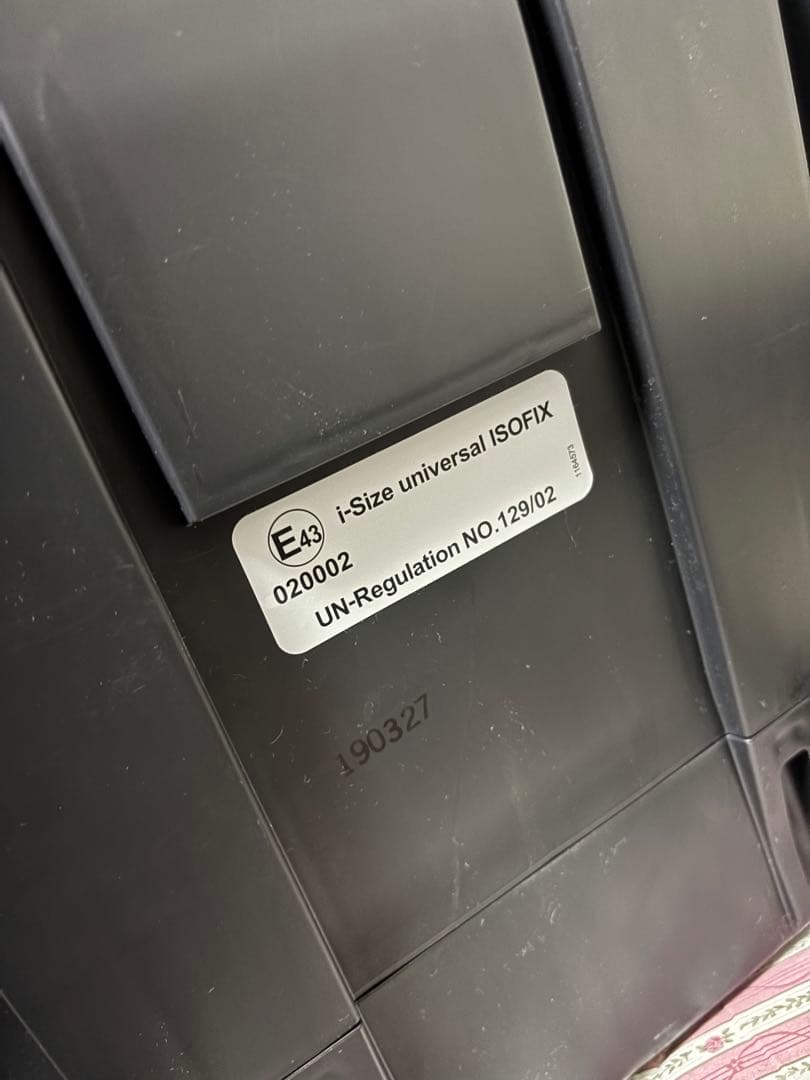 E43
i-Size universal ISOFIX
020002
UN-Regulation NO.129/02
1164573
190327